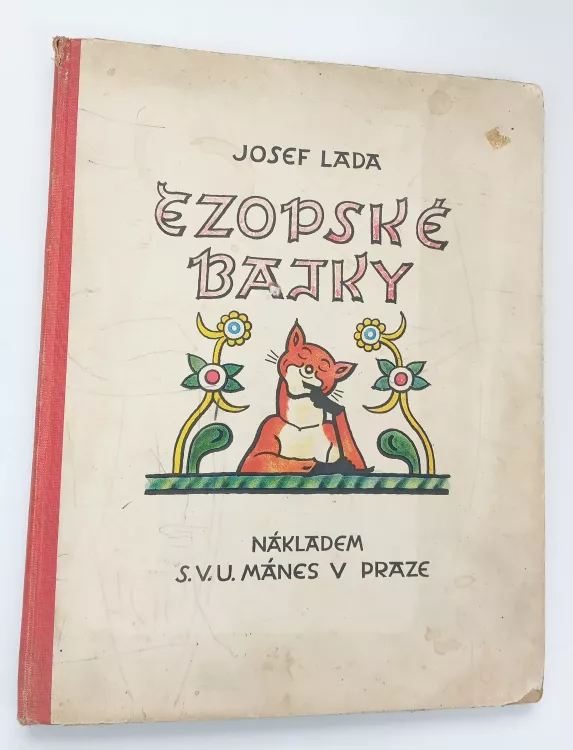 JOSEF LADA
EZOPSKÉ
BAJKY
NÁKLADEM
S.V.U. MÁNES V PRAZE